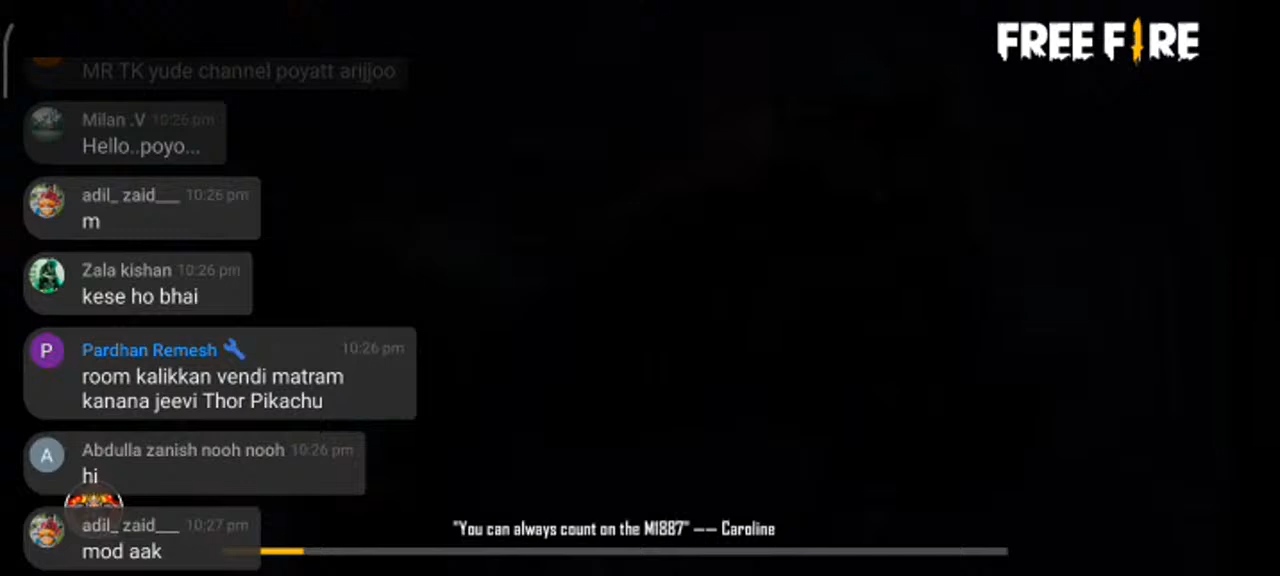 FREE FIRE
MR TK yude channel poyatt arijjoo
Milan .V 10:26 pm
Hello..poyo...
adil_ zaid___ 10:26 pm
m
Zala kishan 10:26 pm
kese ho bhai
P
Pardhan Remesh 10:26 pm
room kalikkan vendi matram
kanana jeevi Thor Pikachu
A
Abdulla zanish nooh nooh 10:26 pm
hi
adil_ zaid___ 10:27 pm
mod aak
"You can always count on the M1887" —— Caroline